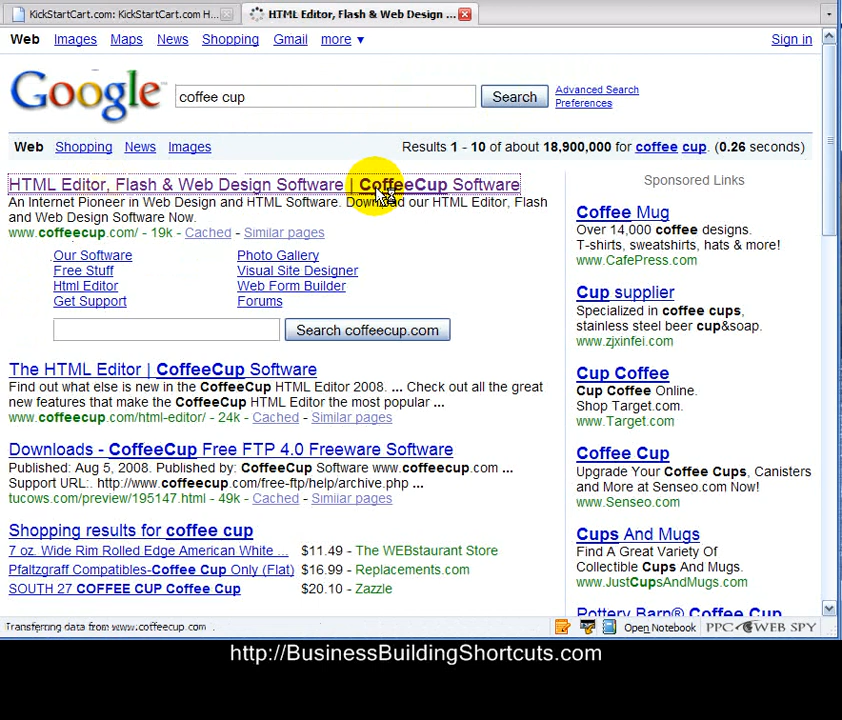 KickStartCart.com: KickStartCart.com H...
HTML Editor, Flash & Web Design ...
Web Images Maps News Shopping Gmail more ▼
Sign in
Google
coffee cup
Search
Advanced Search
Preferences
Web Shopping News Images
Results 1 - 10 of about 18,900,000 for coffee cup. (0.26 seconds)
HTML Editor, Flash & Web Design Software | CoffeeCup Software
An Internet Pioneer in Web Design and HTML Software. Download our HTML Editor, Flash
and Web Design Software Now.
www.coffeecup.com/ - 19k - Cached - Similar pages
Our Software Photo Gallery
Free Stuff Visual Site Designer
Html Editor Web Form Builder
Get Support Forums
Search coffeecup.com
The HTML Editor | CoffeeCup Software
Find out what else is new in the CoffeeCup HTML Editor 2008. ... Check out all the great
new features that make the CoffeeCup HTML Editor the most popular ...
www.coffeecup.com/html-editor/ - 24k - Cached - Similar pages
Downloads - CoffeeCup Free FTP 4.0 Freeware Software
Published: Aug 5, 2008. Published by: CoffeeCup Software www.coffeecup.com ...
Support URL:. http://www.coffeecup.com/free-ftp/help/archive.php ...
tucows.com/preview/195147.html - 49k - Cached - Similar pages
Shopping results for coffee cup
7 oz. Wide Rim Rolled Edge American White ... $11.49 - The WEBstaurant Store
Pfaltzgraff Compatibles-Coffee Cup Only (Flat) $16.99 - Replacements.com
SOUTH 27 COFFEE CUP Coffee Cup $20.10 - Zazzle
Sponsored Links
Coffee Mug
Over 14,000 coffee designs.
T-shirts, sweatshirts, hats & more!
www.CafePress.com
Cup supplier
Specialized in coffee cups,
stainless steel beer cup&soap.
www.zjxinfei.com
Cup Coffee
Cup Coffee Online.
Shop Target.com.
www.Target.com
Coffee Cup
Upgrade Your Coffee Cups, Canisters
and More at Senseo.com Now!
www.Senseo.com
Cups And Mugs
Find A Great Variety Of
Collectible Cups And Mugs.
www.JustCupsAndMugs.com
Pottery Barn® Coffee Cup
Transferring data from www.coffeecup.com
Open Notebook PPC WEB SPY
http://BusinessBuildingShortcuts.com